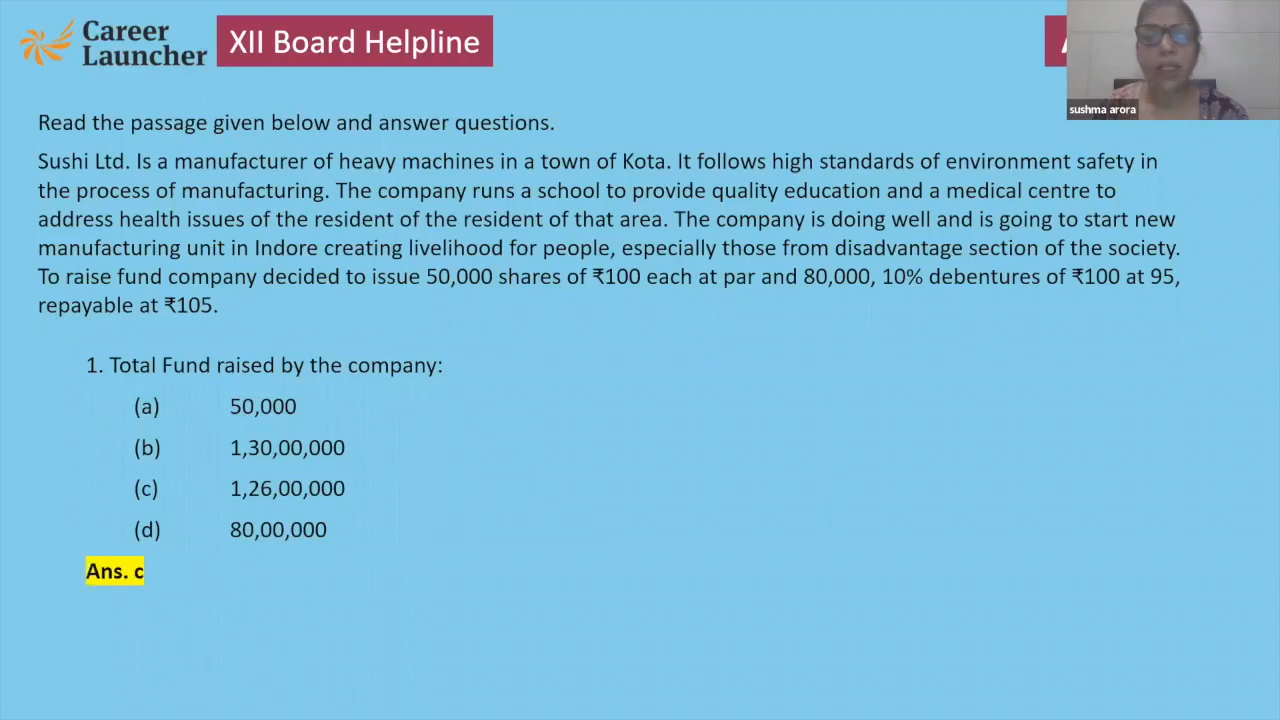 Career
Launcher
XII Board Helpline
sushma arora
Read the passage given below and answer questions.
Sushi Ltd. Is a manufacturer of heavy machines in a town of Kota. It follows high standards of environment safety in
the process of manufacturing. The company runs a school to provide quality education and a medical centre to
address health issues of the resident of the resident of that area. The company is doing well and is going to start new
manufacturing unit in Indore creating livelihood for people, especially those from disadvantage section of the society.
To raise fund company decided to issue 50,000 shares of ₹100 each at par and 80,000, 10% debentures of ₹100 at 95,
repayable at ₹105.
1. Total Fund raised by the company:
(a) 50,000
(b) 1,30,00,000
(c) 1,26,00,000
(d) 80,00,000
Ans. c